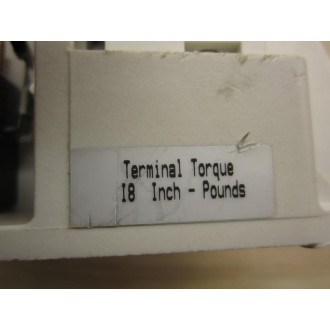 Terminal Torque
18 Inch - Pounds